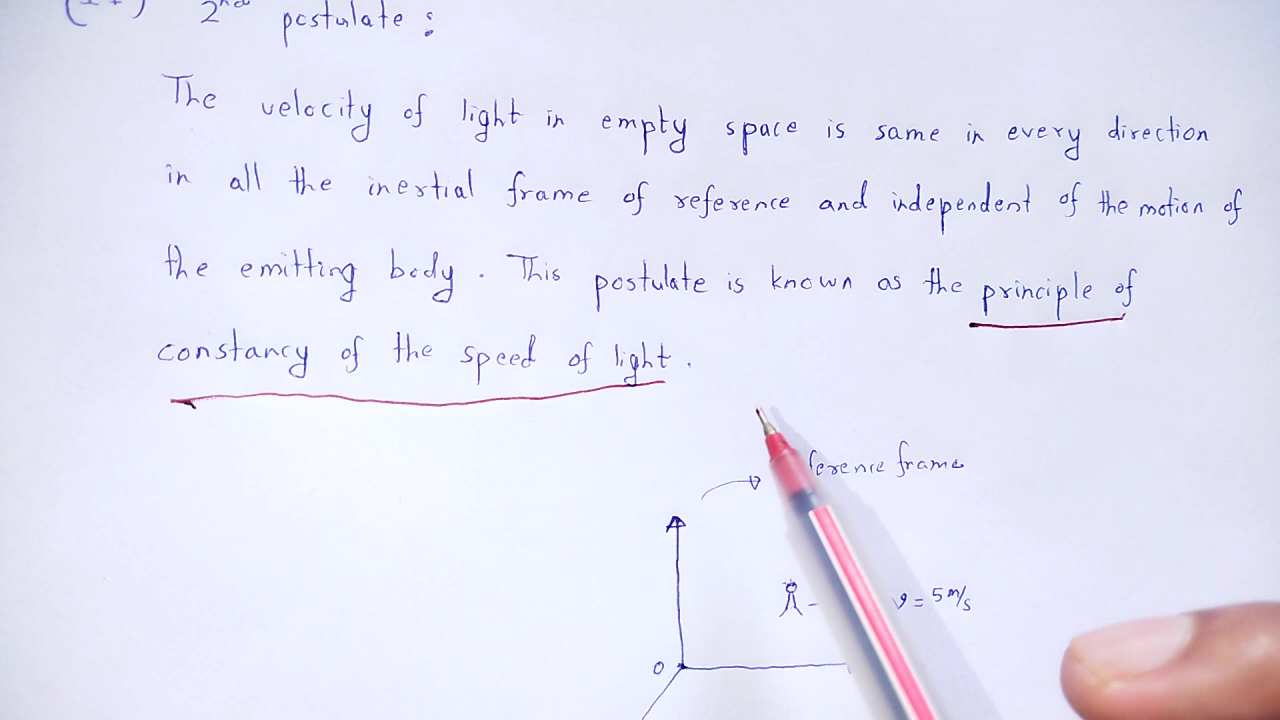 2nd postulate :
The velocity of light in empty space is same in every direction
in all the inertial frame of reference and independent of the motion of
the emitting body . This postulate is known as the principle of
constancy of the speed of light .
frame
v = 5 m/s
O